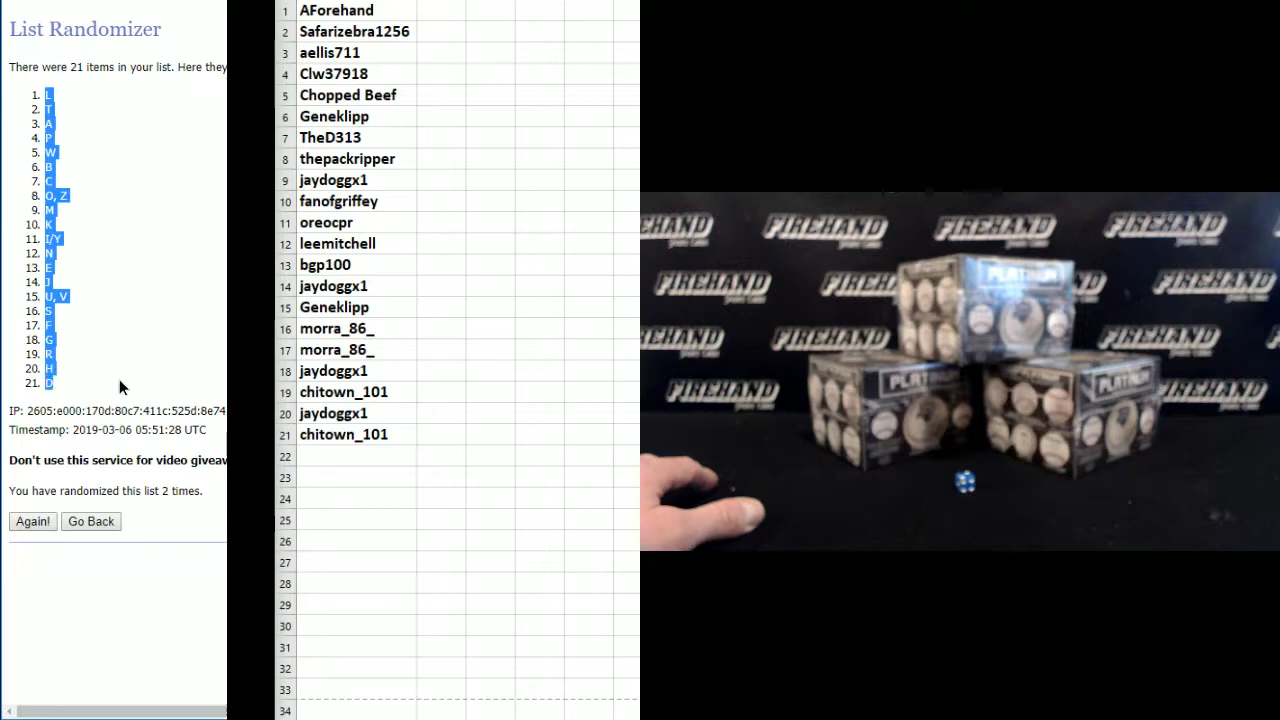 List Randomizer
There were 21 items in your list. Here they
1. L
2. T
3. A
4. P
5. W
6. B
7. C
8. O, Z
9. M
10. K
11. I/Y
12. N
13. E
14. J
15. U, V
16. S
17. F
18. G
19. R
20. H
21. D
IP: 2605:e000:170d:80c7:411c:525d:8e74
Timestamp: 2019-03-06 05:51:28 UTC
Don't use this service for video giveaw
You have randomized this list 2 times.
Again! Go Back
1 AForehand
2 Safarizebra1256
3 aellis711
4 Clw37918
5 Chopped Beef
6 Geneklipp
7 TheD313
8 thepackripper
9 jaydoggx1
10 fanofgriffey
11 oreocpr
12 leemitchell
13 bgp100
14 jaydoggx1
15 Geneklipp
16 morra_86_
17 morra_86_
18 jaydoggx1
19 chitown_101
20 jaydoggx1
21 chitown_101
22
23
24
25
26
27
28
29
30
31
32
33
34
FIREHAND FIREHAND FIREHAND
FIREHAND FIREHAND
FIREHAND FIREHAND
FIREHAND FIREHAND
PLATINUM
PLATINUM
PLATINUM